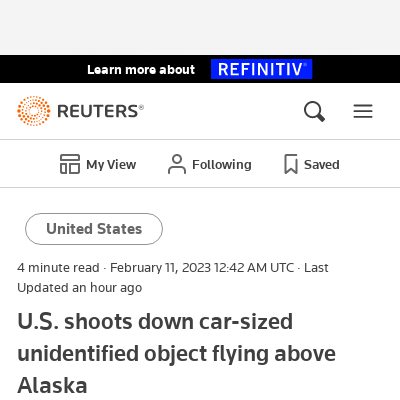 Learn more about REFINITIV
REUTERS®
My View Following Saved
United States
4 minute read · February 11, 2023 12:42 AM UTC · Last
Updated an hour ago
U.S. shoots down car-sized
unidentified object flying above
Alaska